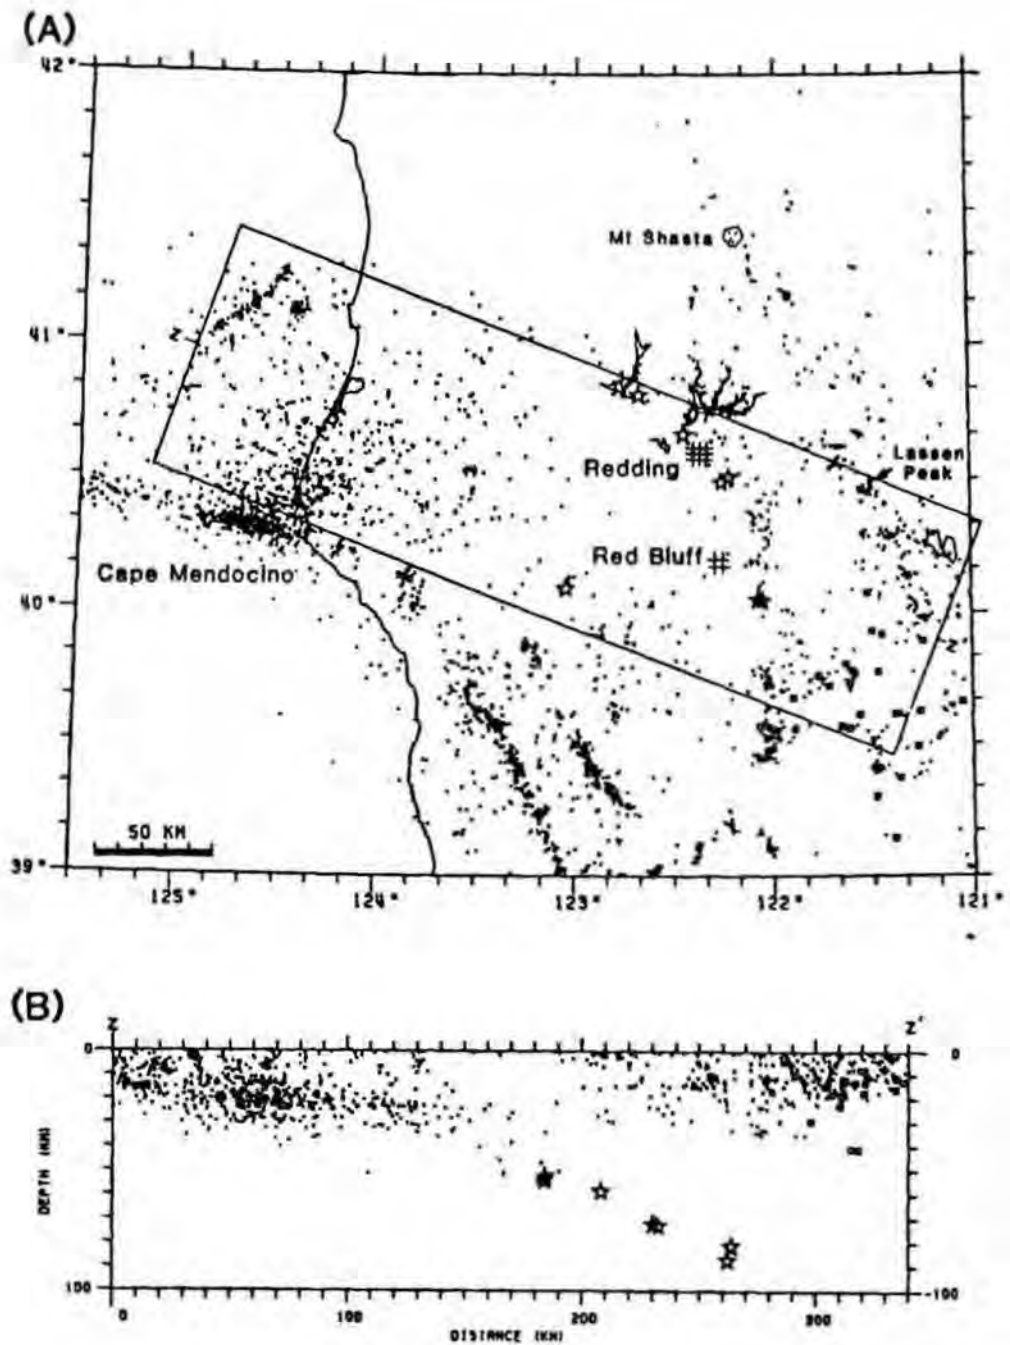 (A)
42°
Mt Shasta
41°
Lassen
Peak
Redding
Red Bluff
Cape Mendocino
40°
50 KM
39°
125° 124° 123° 122° 121°
(B)
Z Z'
0 0
DEPTH (KM)
100 -100
0 100 200 300
DISTANCE (KM)